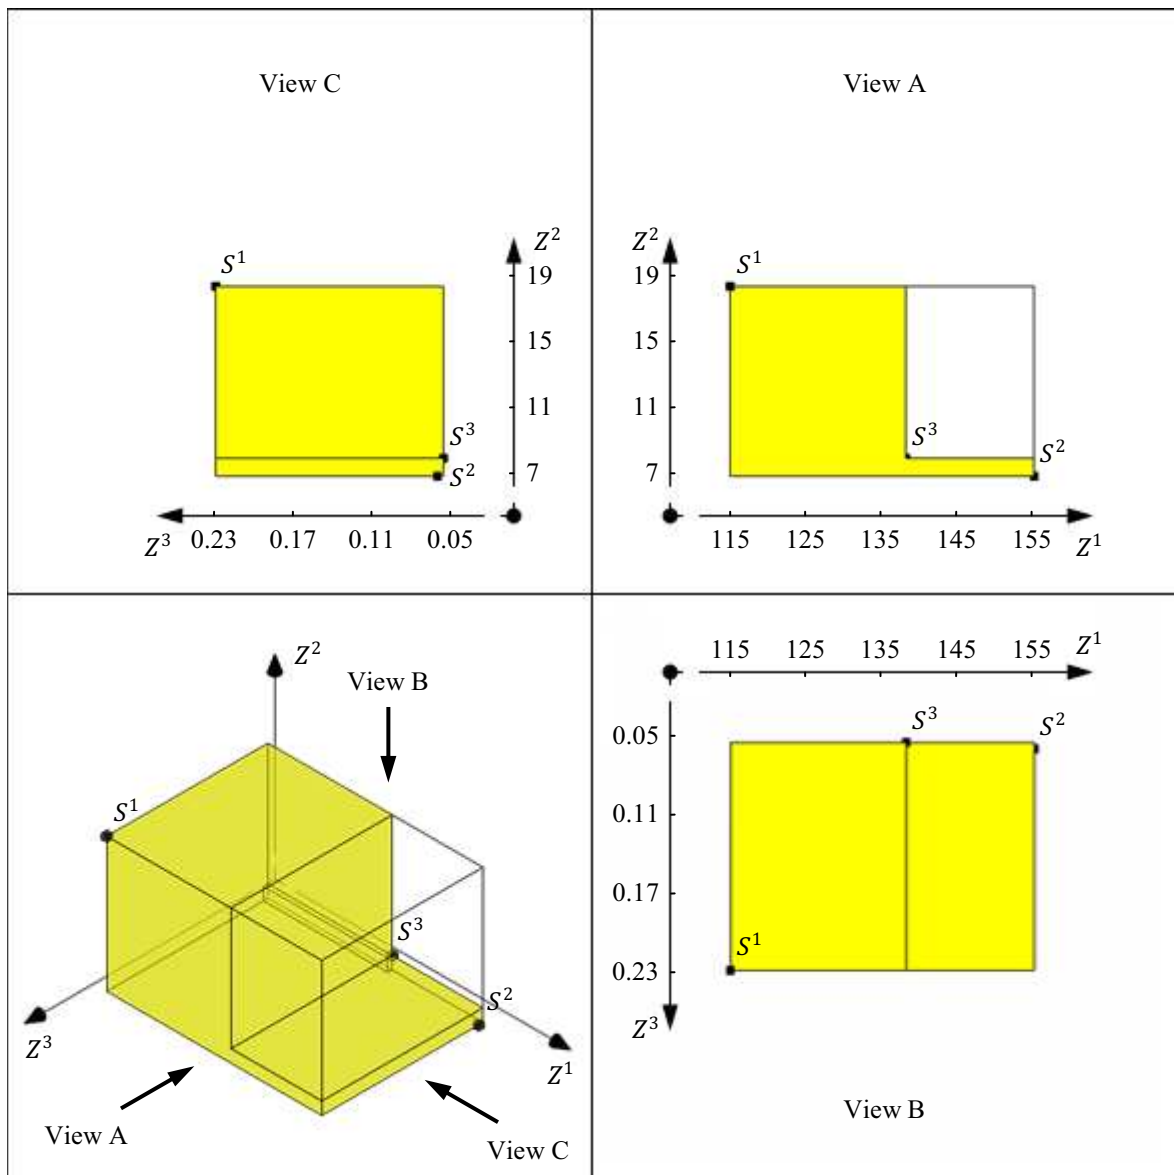 View C
Z²
19
15
11
7
S¹
S³
S²
Z³ 0.23 0.17 0.11 0.05
View A
Z²
19
15
11
7
S¹
S³
S²
115 125 135 145 155 Z¹
Z²
View B
S¹
S³
S²
Z³
Z¹
View A
View C
115 125 135 145 155 Z¹
0.05
0.11
0.17
0.23
Z³
S³
S²
S¹
View B